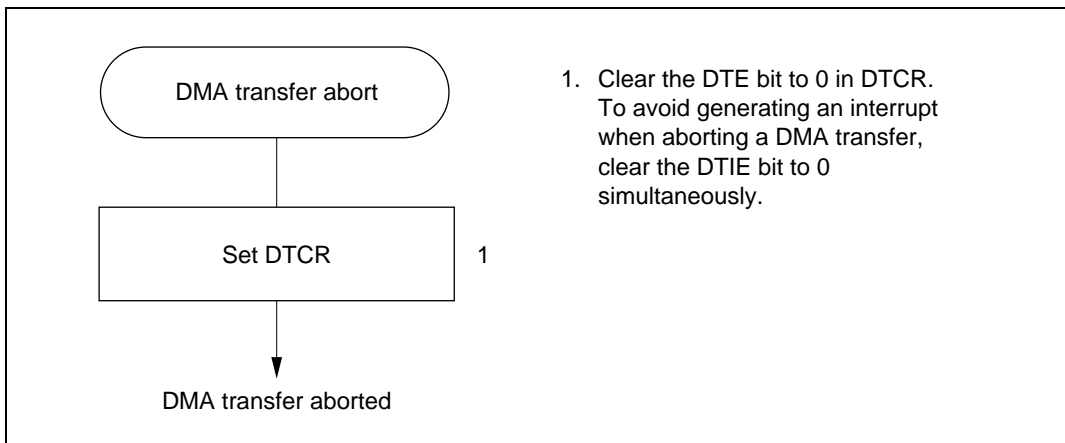 DMA transfer abort
Set DTCR
1
DMA transfer aborted
1. Clear the DTE bit to 0 in DTCR.
To avoid generating an interrupt
when aborting a DMA transfer,
clear the DTIE bit to 0
simultaneously.